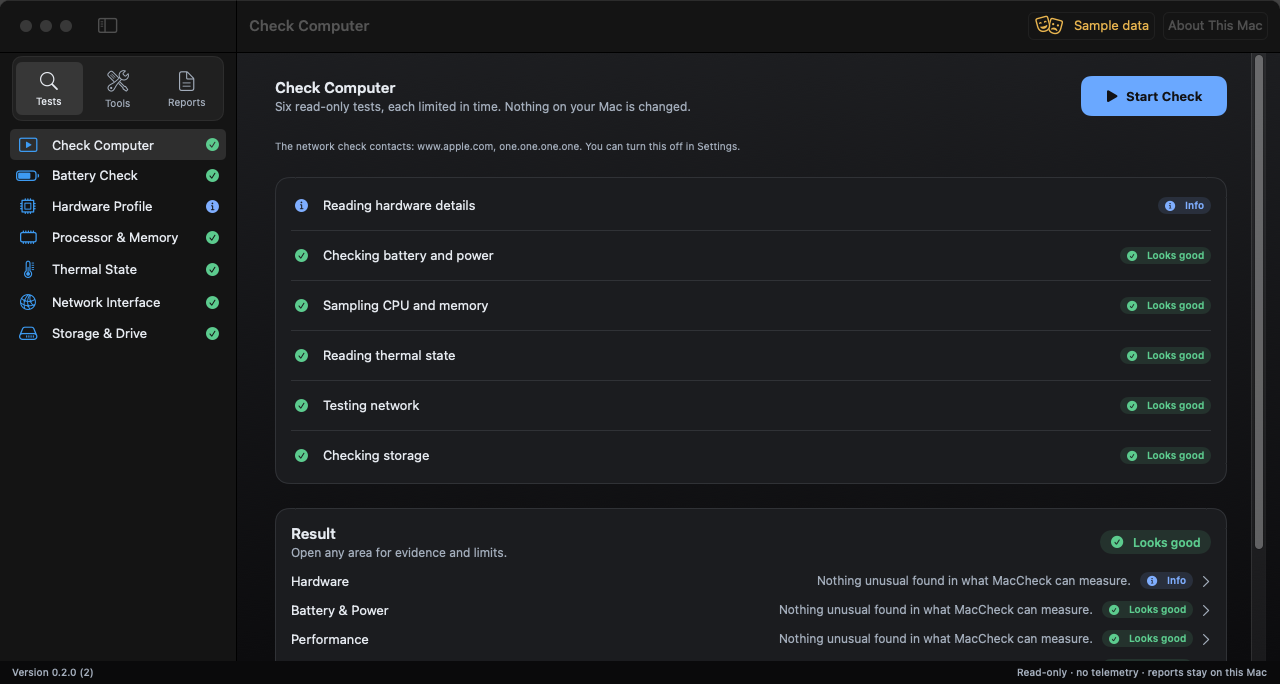 Check Computer
Sample data
About This Mac
Tests
Tools
Reports
Check Computer
Battery Check
Hardware Profile
Processor & Memory
Thermal State
Network Interface
Storage & Drive
Check Computer
Six read-only tests, each limited in time. Nothing on your Mac is changed.
Start Check
The network check contacts: www.apple.com, one.one.one.one. You can turn this off in Settings.
Reading hardware details
Info
Checking battery and power
Looks good
Sampling CPU and memory
Looks good
Reading thermal state
Looks good
Testing network
Looks good
Checking storage
Looks good
Result
Open any area for evidence and limits.
Looks good
Hardware
Nothing unusual found in what MacCheck can measure.
Info
Battery & Power
Nothing unusual found in what MacCheck can measure.
Looks good
Performance
Nothing unusual found in what MacCheck can measure.
Looks good
Version 0.2.0 (2)
Read-only · no telemetry · reports stay on this Mac